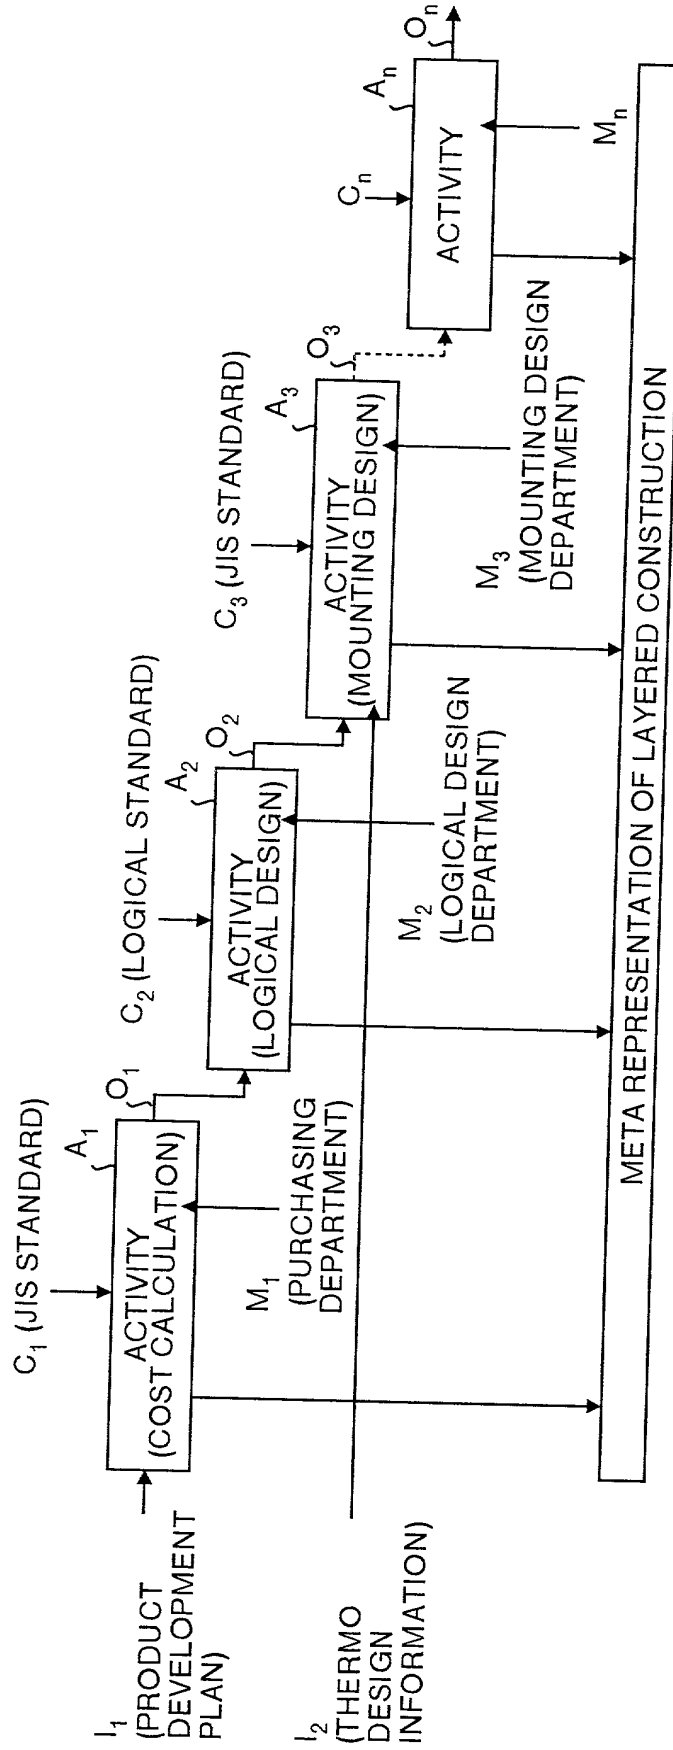 I1
(PRODUCT
DEVELOPMENT
PLAN)
C1 (JIS STANDARD)
A1
ACTIVITY
(COST CALCULATION)
O1
M1
(PURCHASING
DEPARTMENT)
I2
(THERMO
DESIGN
INFORMATION)
C2 (LOGICAL STANDARD)
A2
ACTIVITY
(LOGICAL DESIGN)
O2
M2
(LOGICAL DESIGN
DEPARTMENT)
C3 (JIS STANDARD)
A3
ACTIVITY
(MOUNTING DESIGN)
O3
M3
(MOUNTING DESIGN
DEPARTMENT)
Cn
An
ACTIVITY
On
Mn
META REPRESENTATION OF LAYERED CONSTRUCTION